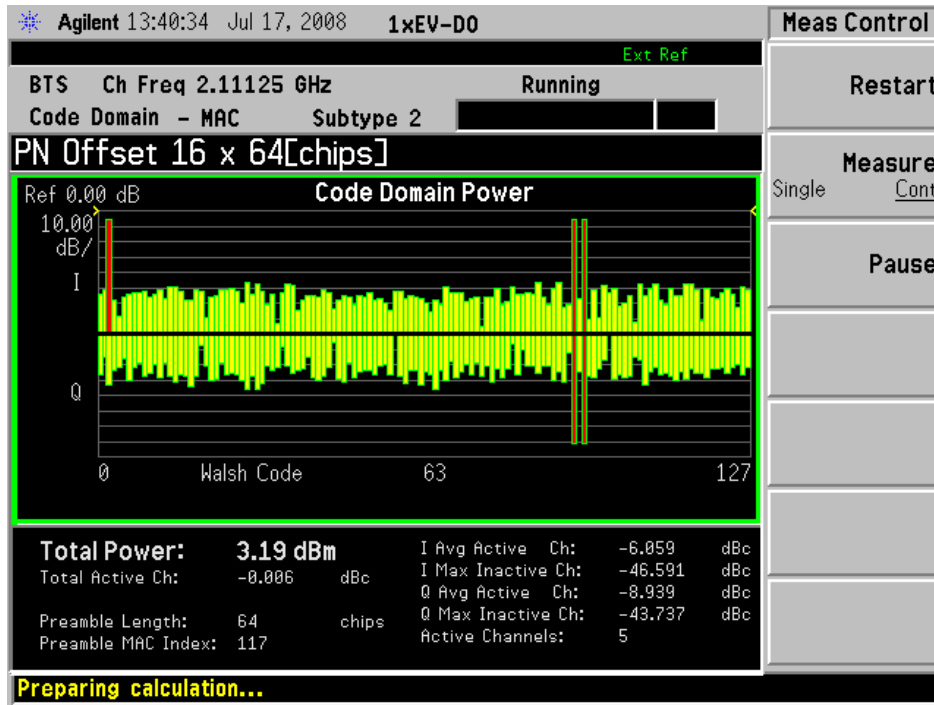 Agilent 13:40:34 Jul 17, 2008 1xEV-DO
Meas Control
Ext Ref
BTS Ch Freq 2.11125 GHz Running
Code Domain - MAC Subtype 2
PN Offset 16 x 64[chips]
Ref 0.00 dB Code Domain Power
10.00
dB/
I
Q
0 Walsh Code 63 127
Total Power: 3.19 dBm
Total Active Ch: -0.006 dBc
Preamble Length: 64 chips
Preamble MAC Index: 117
I Avg Active Ch: -6.059 dBc
I Max Inactive Ch: -46.591 dBc
Q Avg Active Ch: -8.939 dBc
Q Max Inactive Ch: -43.737 dBc
Active Channels: 5
Preparing calculation...
Restart
Measure
Single Cont
Pause